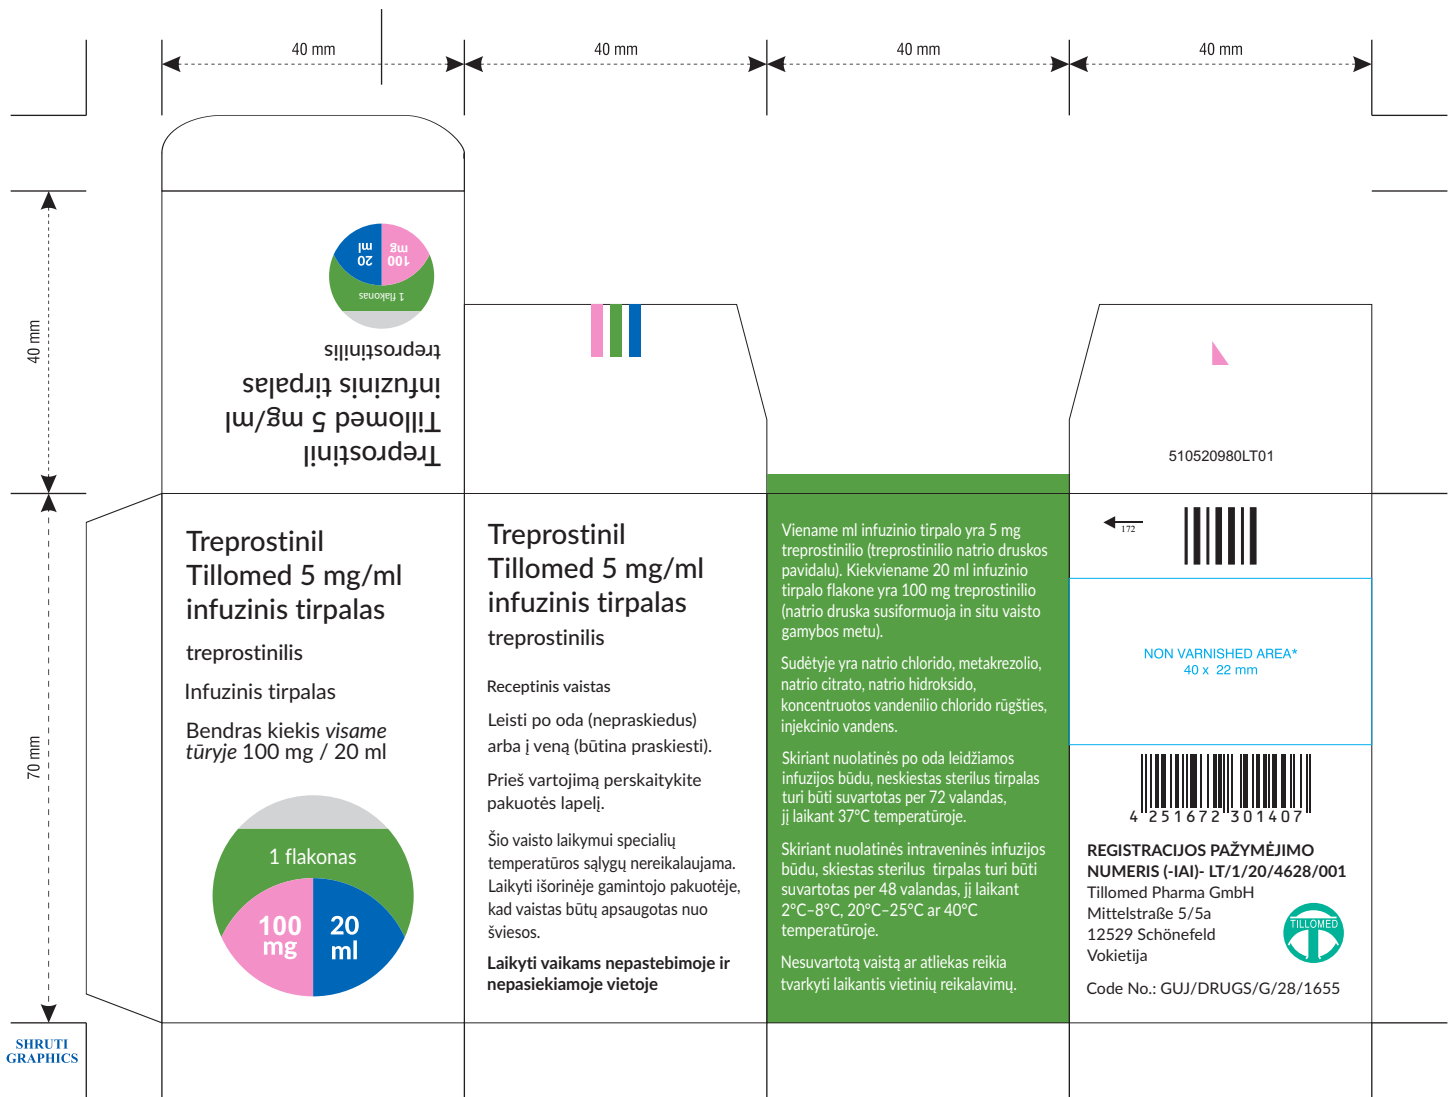 40 mm
40 mm
40 mm
40 mm
40 mm
70 mm
Treprostinil
Tillomed 5 mg/ml
infuzinis tirpalas
treprostinilis
1 flakonas
100
mg
20
ml
510520980LT01
Treprostinil
Tillomed 5 mg/ml
infuzinis tirpalas
treprostinilis
Infuzinis tirpalas
Bendras kiekis visame
tūryje 100 mg / 20 ml
1 flakonas
100
mg
20
ml
Treprostinil
Tillomed 5 mg/ml
infuzinis tirpalas
treprostinilis
Receptinis vaistas
Leisti po oda (nepraskiedus)
arba į veną (būtina praskiesti).
Prieš vartojimą perskaitykite
pakuotės lapelį.
Šio vaisto laikymui specialių
temperatūros sąlygų nereikalaujama.
Laikyti išorinėje gamintojo pakuotėje,
kad vaistas būtų apsaugotas nuo
šviesos.
Laikyti vaikams nepastebimoje ir
nepasiekiamoje vietoje
Viename ml infuzinio tirpalo yra 5 mg
treprostinilio (treprostinilio natrio druskos
pavidalu). Kiekviename 20 ml infuzinio
tirpalo flakone yra 100 mg treprostinilio
(natrio druska susiformuoja in situ vaisto
gamybos metu).
Sudėtyje yra natrio chlorido, metakrezolio,
natrio citrato, natrio hidroksido,
koncentruotos vandenilio chlorido rūgšties,
injekcinio vandens.
Skiriant nuolatinės po oda leidžiamos
infuzijos būdu, neskiestas sterilus tirpalas
turi būti suvartotas per 72 valandas,
jį laikant 37°C temperatūroje.
Skiriant nuolatinės intraveninės infuzijos
būdu, skiestas sterilus tirpalas turi būti
suvartotas per 48 valandas, jį laikant
2°C–8°C, 20°C–25°C ar 40°C
temperatūroje.
Nesuvartotą vaistą ar atliekas reikia
tvarkyti laikantis vietinių reikalavimų.
172
NON VARNISHED AREA*
40 x 22 mm
4 251672 301407
REGISTRACIJOS PAŽYMĖJIMO
NUMERIS (-IAI)- LT/1/20/4628/001
Tillomed Pharma GmbH
Mittelstraße 5/5a
12529 Schönefeld
Vokietija
TILLOMED
Code No.: GUJ/DRUGS/G/28/1655
SHRUTI
GRAPHICS